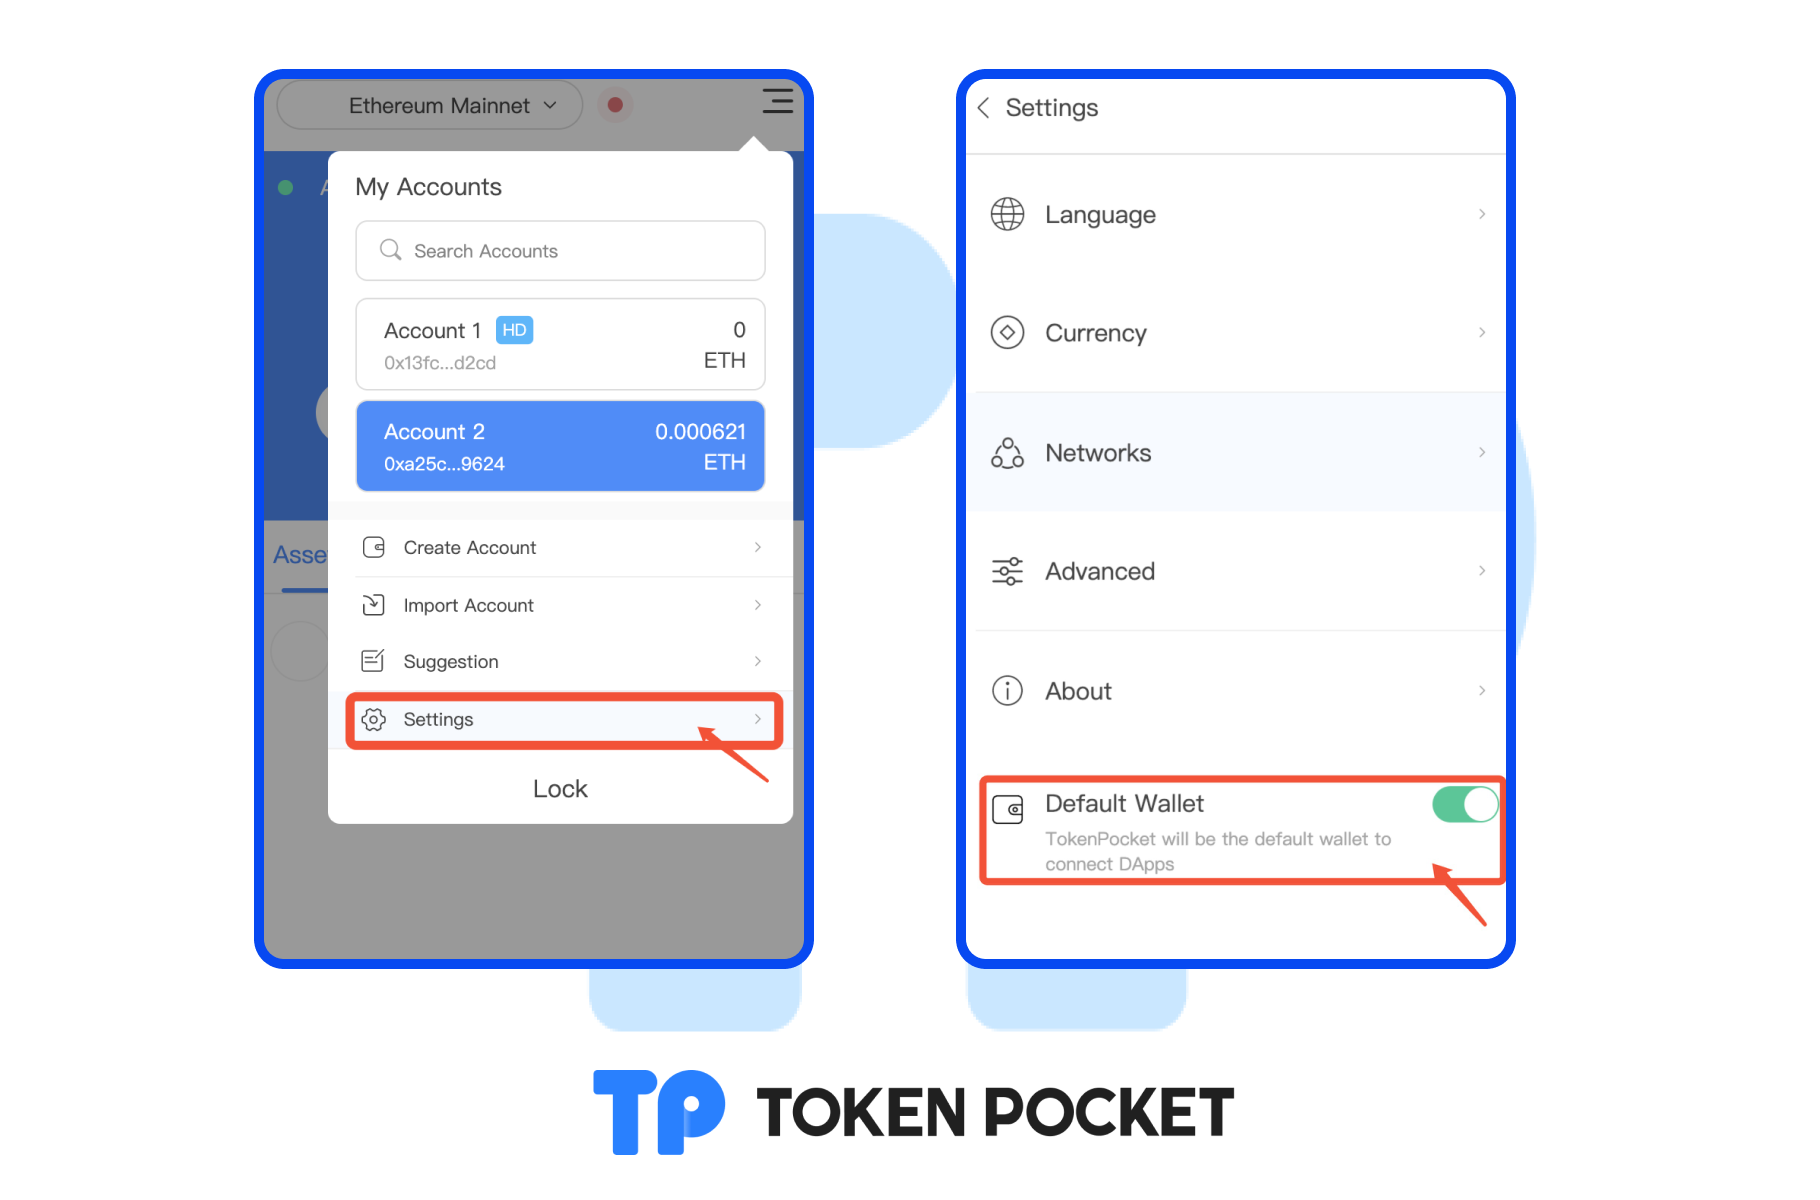 Ethereum Mainnet
A
My Accounts
Search Accounts
Account 1 HD 0
0x13fc...d2cd ETH
Account 2 0.000621
0xa25c...9624 ETH
Asse
Create Account
Import Account
Suggestion
Settings
Lock
Settings
Language
Currency
Networks
Advanced
About
Default Wallet
TokenPocket will be the default wallet to
connect DApps
TP TOKEN POCKET